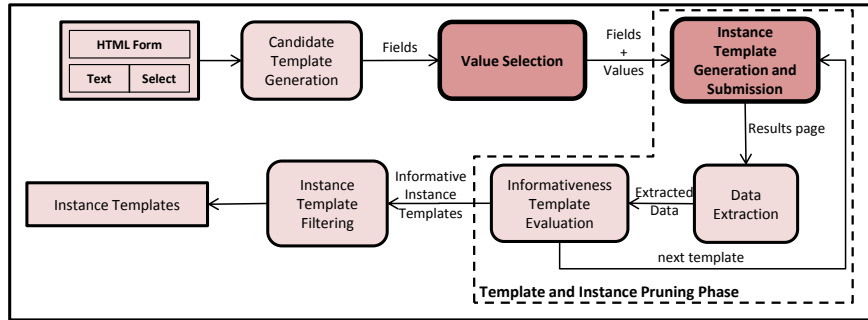 HTML Form
Text Select
Candidate
Template
Generation
Fields
Value Selection
Fields
+
Values
Instance
Template
Generation and
Submission
Results page
Instance Templates
Instance
Template
Filtering
Informative
Instance
Templates
Informativeness
Template
Evaluation
Extracted
Data
Data
Extraction
next template
Template and Instance Pruning Phase